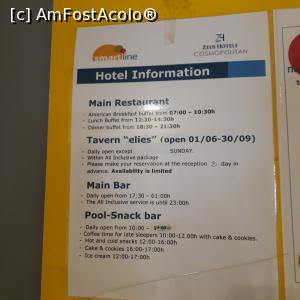 [c] AmFostAcolo®
smartline
ZEUS HOTELS
COSMOPOLITAN
Hotel Information
Main Restaurant
- American Breakfast buffet from 07:00 – 10:30h
- Lunch Buffet from 12:30-14:30h
- Dinner buffet from 18:30 – 21:30h
Tavern “elies” (open 01/06-30/09)
- Daily open except SUNDAY.
- Within All Inclusive package
- Please make your reservation at the reception day in
advance. Availability is limited
Main Bar
- Daily open from 17:30 – 01:00h
- The All Inclusive service is until 23:00h
Pool-Snack bar
- Daily open from 10:00 –
- Coffee time for late sleepers 10:00-12.00h with cake & cookies.
- Hot and cold snacks 12:00-16:00h
- Cake & cookies 16:00-17:00h
- Ice cream 12:00-17:00h